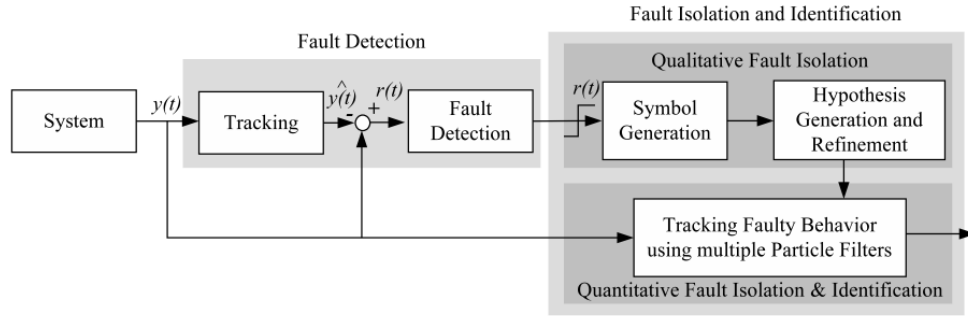 Fault Isolation and Identification
Fault Detection
Qualitative Fault Isolation
System
y(t)
Tracking
ŷ(t)
-
+
r(t)
Fault
Detection
r(t)
Symbol
Generation
Hypothesis
Generation and
Refinement
Tracking Faulty Behavior
using multiple Particle Filters
Quantitative Fault Isolation & Identification